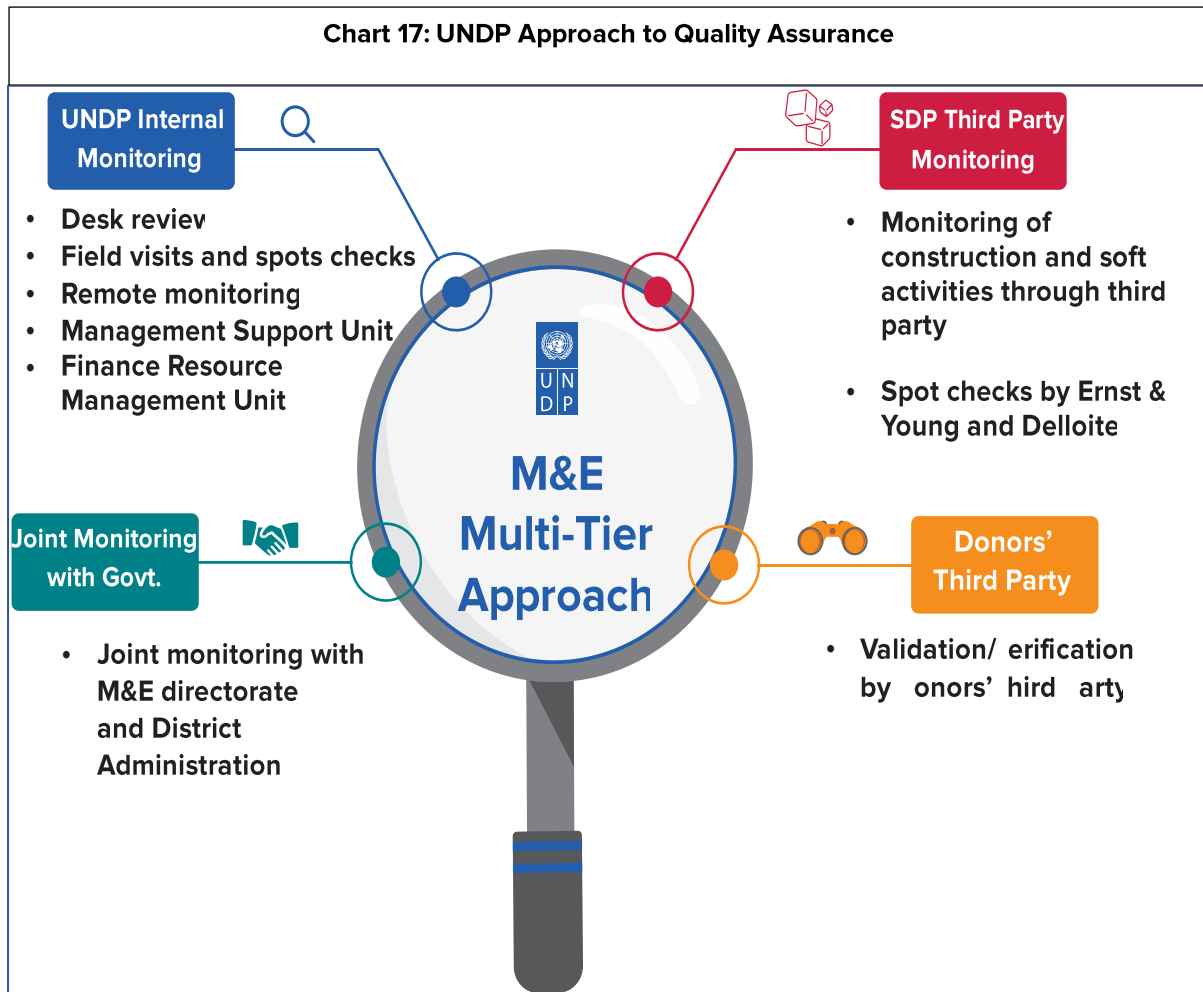 Chart 17: UNDP Approach to Quality Assurance
UNDP Internal
Monitoring
• Desk review
• Field visits and spots checks
• Remote monitoring
• Management Support Unit
• Finance Resource
Management Unit
SDP Third Party
Monitoring
• Monitoring of
construction and soft
activities through third
party
• Spot checks by Ernst &
Young and Delloite
U N
D P
M&E
Multi-Tier
Approach
Joint Monitoring
with Govt.
• Joint monitoring with
M&E directorate
and District
Administration
Donors’
Third Party
• Validation/ erification
by onors’ hird arty